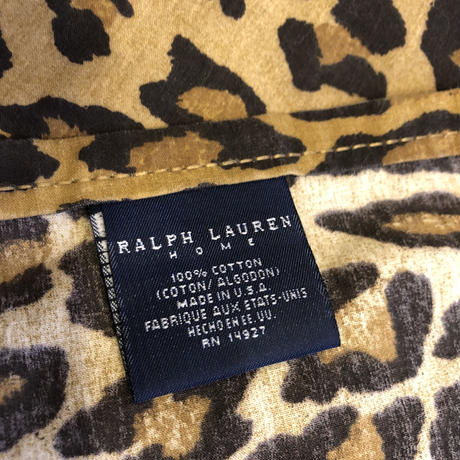 RALPH LAUREN
HOME
100% COTTON
(COTON/ ALGODON)
MADE IN U.S.A.
FABRIQUE AUX ETATS-UNIS
HECHO EN EE.UU.
RN 14927